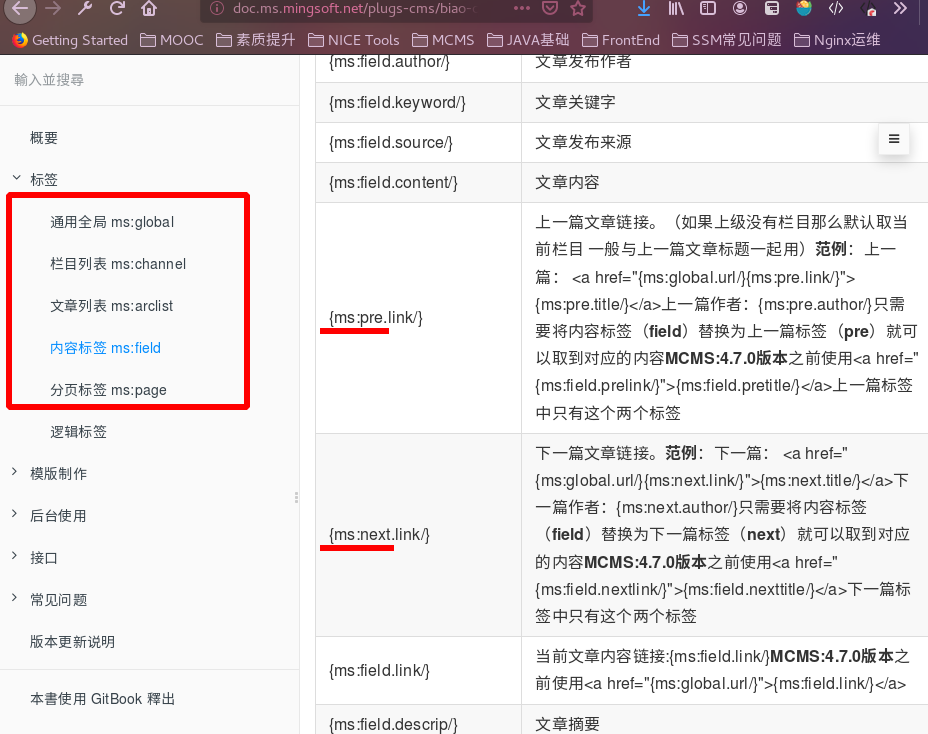 doc.ms.mingsoft.net/plugs-cms/biao-
Getting Started MOOC 素质提升 NICE Tools MCMS JAVA基础 FrontEnd SSM常见问题 Nginx运维
輸入並搜尋
概要
标签
通用全局 ms:global
栏目列表 ms:channel
文章列表 ms:arclist
内容标签 ms:field
分页标签 ms:page
逻辑标签
模版制作
后台使用
接口
常见问题
版本更新说明
本書使用 GitBook 釋出
{ms:field.author/} 文章发布作者
{ms:field.keyword/} 文章关键字
{ms:field.source/} 文章发布来源
{ms:field.content/} 文章内容
{ms:pre.link/}
上一篇文章链接。（如果上级没有栏目那么默认取当
前栏目 一般与上一篇文章标题一起用）范例：上一
篇： <a href="{ms:global.url/}{ms:pre.link/}">
{ms:pre.title/}</a>上一篇作者：{ms:pre.author/}只需
要将内容标签（field）替换为上一篇标签（pre）就可
以取到对应的内容MCMS:4.7.0版本之前使用<a href="
{ms:field.prelink/}">{ms:field.pretitle/}</a>上一篇标签
中只有这个两个标签
{ms:next.link/}
下一篇文章链接。范例：下一篇： <a href="
{ms:global.url/}{ms:next.link/}">{ms:next.title/}</a>下
一篇作者：{ms:next.author/}只需要将内容标签
（field）替换为下一篇标签（next）就可以取到对应
的内容MCMS:4.7.0版本之前使用<a href="
{ms:field.nextlink/}">{ms:field.nexttitle/}</a>下一篇标
签中只有这个两个标签
{ms:field.link/}
当前文章内容链接:{ms:field.link/}MCMS:4.7.0版本之
前使用<a href="{ms:global.url/}">{ms:field.link/}</a>
{ms:field.descrip/} 文章摘要